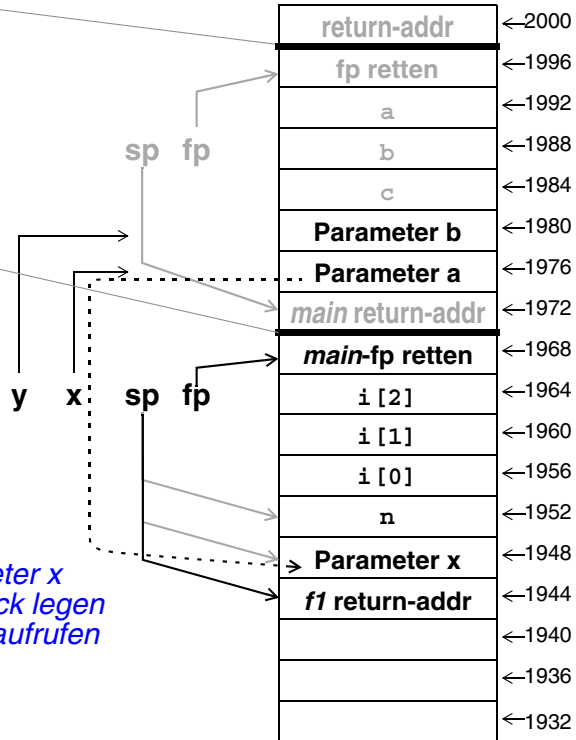 return-addr ←2000
fp retten ←1996
a ←1992
sp fp b ←1988
c ←1984
Parameter b ←1980
Parameter a ←1976
main return-addr ←1972
main-fp retten ←1968
y x sp fp i[2] ←1964
i[1] ←1960
i[0] ←1956
n ←1952
Parameter x ←1948
f1 return-addr ←1944
←1940
←1936
←1932
x
legen
aufrufen